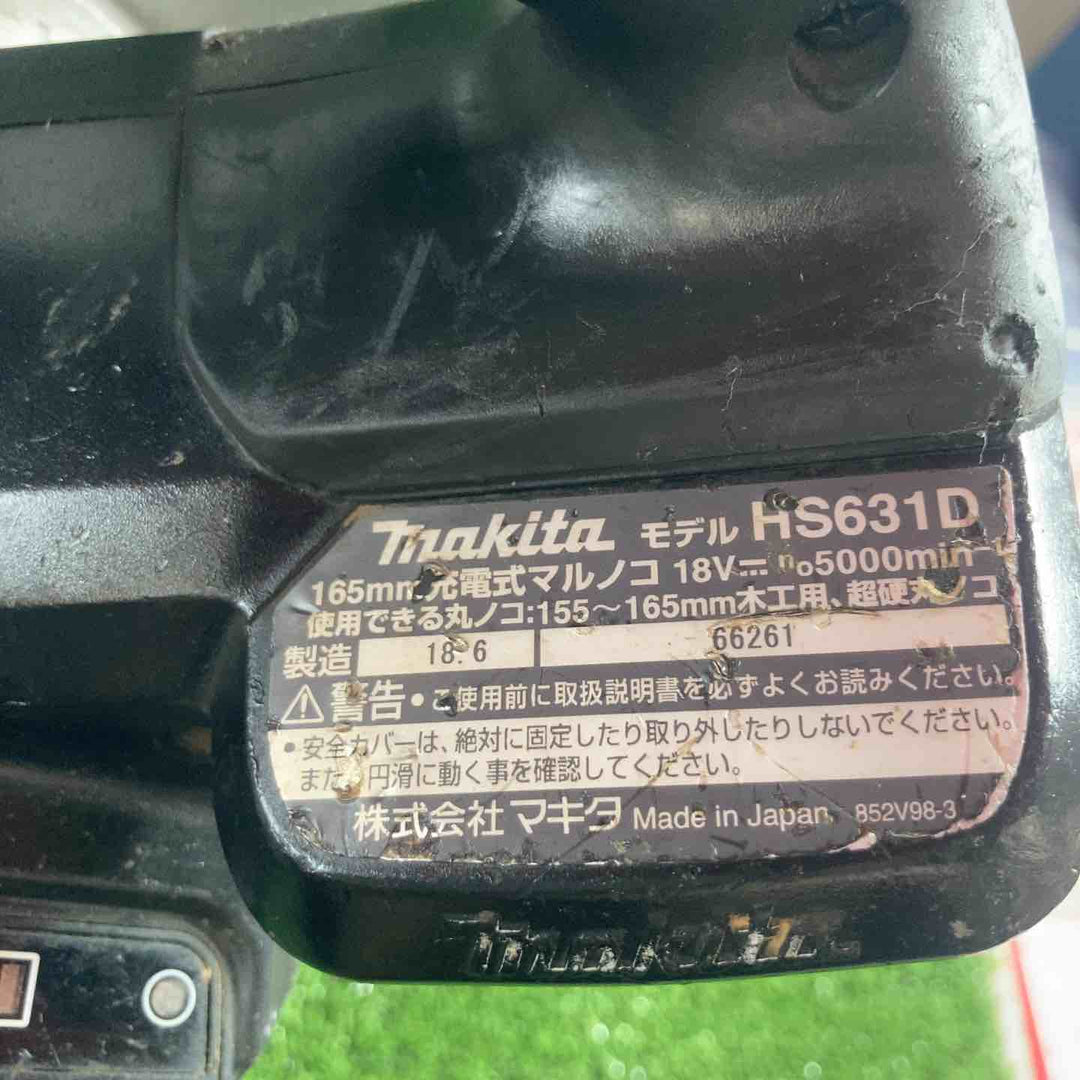 makita モデル HS631D
165mm 充電式マルノコ 18V⎓ n₀5000min⁻¹
使用できる丸ノコ:155～165mm木工用、超硬丸ノコ
製造 18.6 66261
⚠警告・ご使用前に取扱説明書を必ずよくお読みください。
・安全カバーは、絶対に固定したり取り外したりしないでください。
また、円滑に動く事を確認してください。
株式会社 マキタ Made in Japan 852V98-3
makita